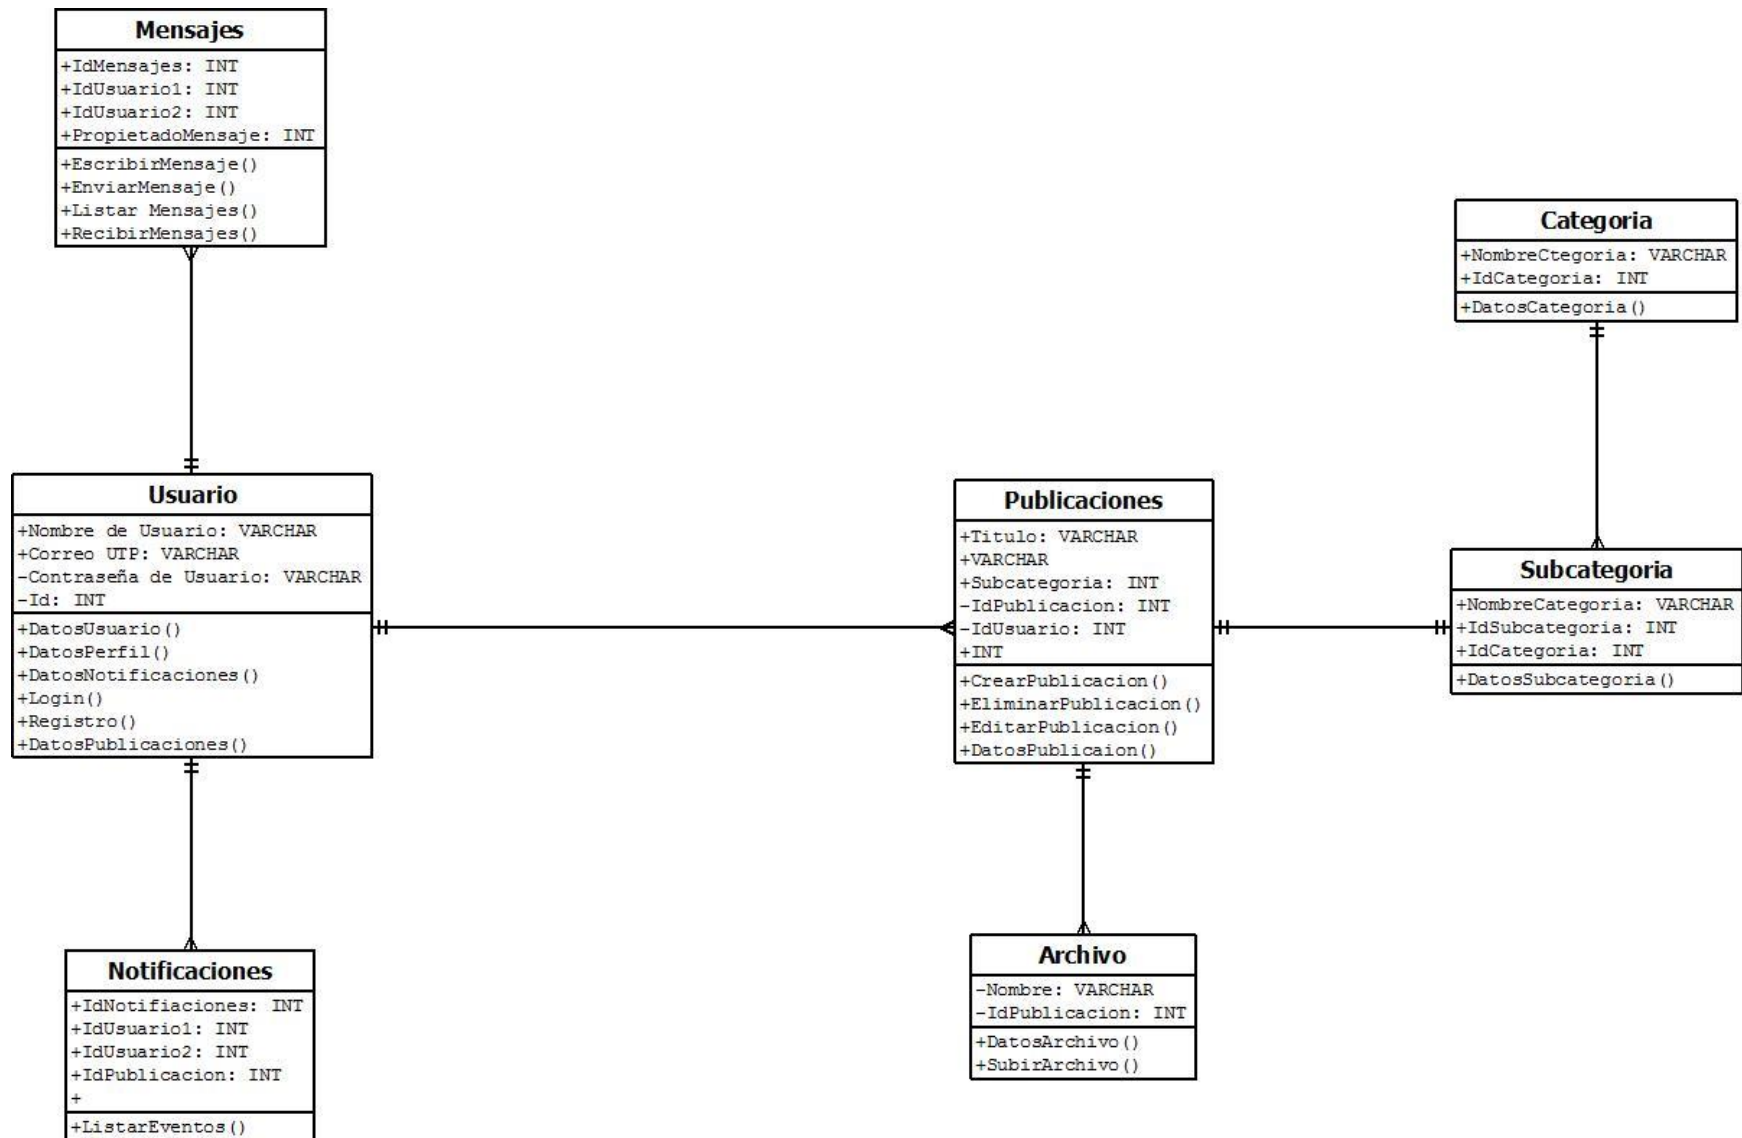 Mensajes
+IdMensajes: INT
+IdUsuario1: INT
+IdUsuario2: INT
+PropietadoMensaje: INT
+EscribirMensaje()
+EnviarMensaje()
+Listar Mensajes()
+RecibirMensajes()
Categoria
+NombreCtegoria: VARCHAR
+IdCategoria: INT
+DatosCategoria()
Usuario
+Nombre de Usuario: VARCHAR
+Correo UTP: VARCHAR
-Contraseña de Usuario: VARCHAR
-Id: INT
+DatosUsuario()
+DatosPerfil()
+DatosNotificaciones()
+Login()
+Registro()
+DatosPublicaciones()
Publicaciones
+Titulo: VARCHAR
+VARCHAR
+Subcategoria: INT
-IdPublicacion: INT
-IdUsuario: INT
+INT
+CrearPublicacion()
+EliminarPublicacion()
+EditarPublicacion()
+DatosPublicaion()
Subcategoria
+NombreCategoria: VARCHAR
+IdSubcategoria: INT
+IdCategoria: INT
+DatosSubcategoria()
Notificaciones
+IdNotifiaciones: INT
+IdUsuario1: INT
+IdUsuario2: INT
+IdPublicacion: INT
+
+ListarEventos()
Archivo
-Nombre: VARCHAR
-IdPublicacion: INT
+DatosArchivo()
+SubirArchivo()